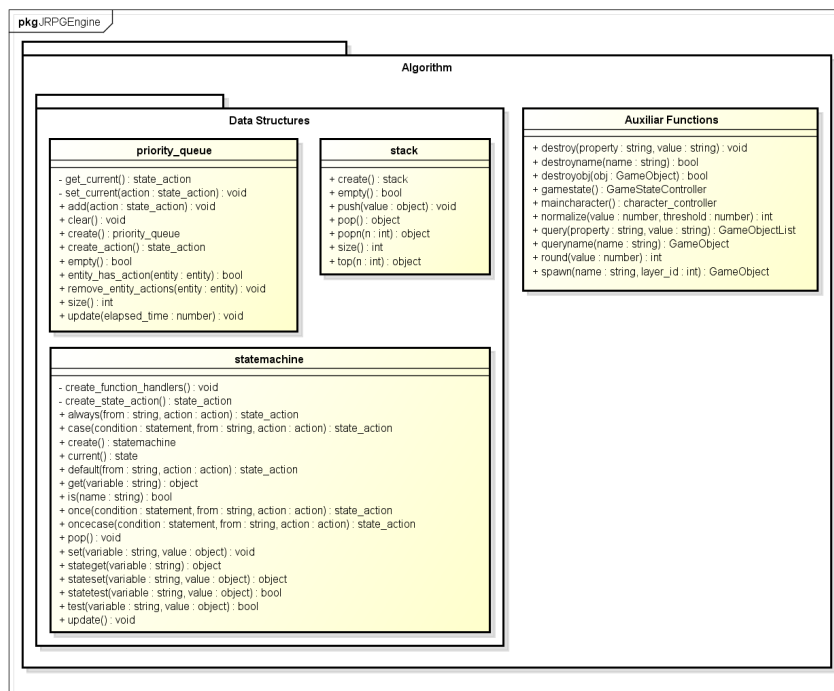 pkg JRPGEngine
Algorithm
Data Structures
priority_queue
- get_current() : state_action
- set_current(action : state_action) : void
+ add(action : state_action) : void
+ clear() : void
+ create() : priority_queue
+ create_action() : state_action
+ empty() : bool
+ entity_has_action(entity : entity) : bool
+ remove_entity_actions(entity : entity) : void
+ size() : int
+ update(elapsed_time : number) : void
stack
+ create() : stack
+ empty() : bool
+ push(value : object) : void
+ pop() : object
+ popn(n : int) : object
+ size() : int
+ top(n : int) : object
Auxiliar Functions
+ destroy(property : string, value : string) : void
+ destroyname(name : string) : bool
+ destroyobj(obj : GameObject) : bool
+ gamestate() : GameStateController
+ maincharacter() : character_controller
+ normalize(value : number, threshold : number) : int
+ query(property : string, value : string) : GameObjectList
+ queryname(name : string) : GameObject
+ round(value : number) : int
+ spawn(name : string, layer_id : int) : GameObject
statemachine
- create_function_handlers() : void
- create_state_action() : state_action
+ always(from : string, action : action) : state_action
+ case(condition : statement, from : string, action : action) : state_action
+ create() : statemachine
+ current() : state
+ default(from : string, action : action) : state_action
+ get(variable : string) : object
+ is(name : string) : bool
+ once(condition : statement, from : string, action : action) : state_action
+ oncecase(condition : statement, from : string, action : action) : state_action
+ pop() : void
+ set(variable : string, value : object) : void
+ stateget(variable : string) : object
+ stateset(variable : string, value : object) : object
+ statetest(variable : string, value : object) : bool
+ test(variable : string, value : object) : bool
+ update() : void